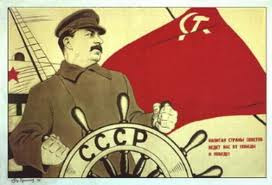 СССР
КАПИТАН СТРАНЫ СОВЕТОВ
ВЕДЕТ НАС ОТ ПОБЕДЫ
К ПОБЕДЕ!